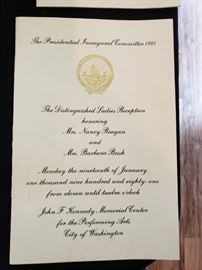 The Presidential Inaugural Committee 1981
The Distinguished Ladies Reception
honoring
Mrs. Nancy Reagan
and
Mrs. Barbara Bush
Monday the nineteenth of January
one thousand nine hundred and eighty-one
from eleven until twelve o'clock
John F. Kennedy Memorial Center
for the Performing Arts
City of Washington